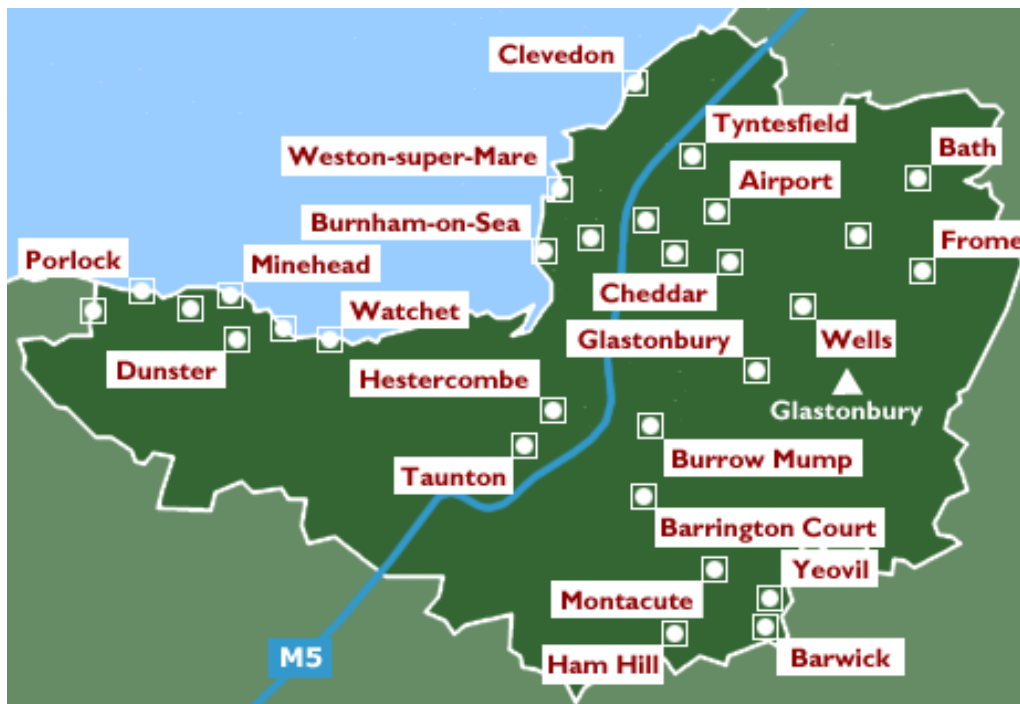 Clevedon
Tyntesfield
Weston-super-Mare
Bath
Airport
Burnham-on-Sea
Frome
Porlock
Minehead
Cheddar
Watchet
Glastonbury
Wells
Dunster
Hestercombe
Glastonbury
Burrow Mump
Taunton
Barrington Court
Yeovil
Montacute
M5
Barwick
Ham Hill